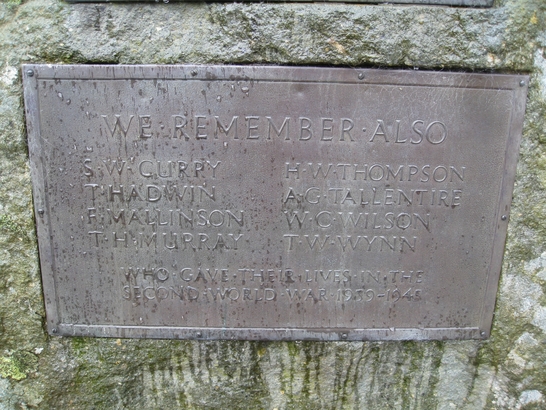 WE·REMEMBER·ALSO
S·W·CURRY H·W·THOMPSON
T·HADWIN A·G·TALLENTIRE
F·MALLINSON W·C·WILSON
T·H·MURRAY T·W·WYNN
WHO·GAVE·THEIR·LIVES·IN·THE
SECOND·WORLD·WAR·1939-1945